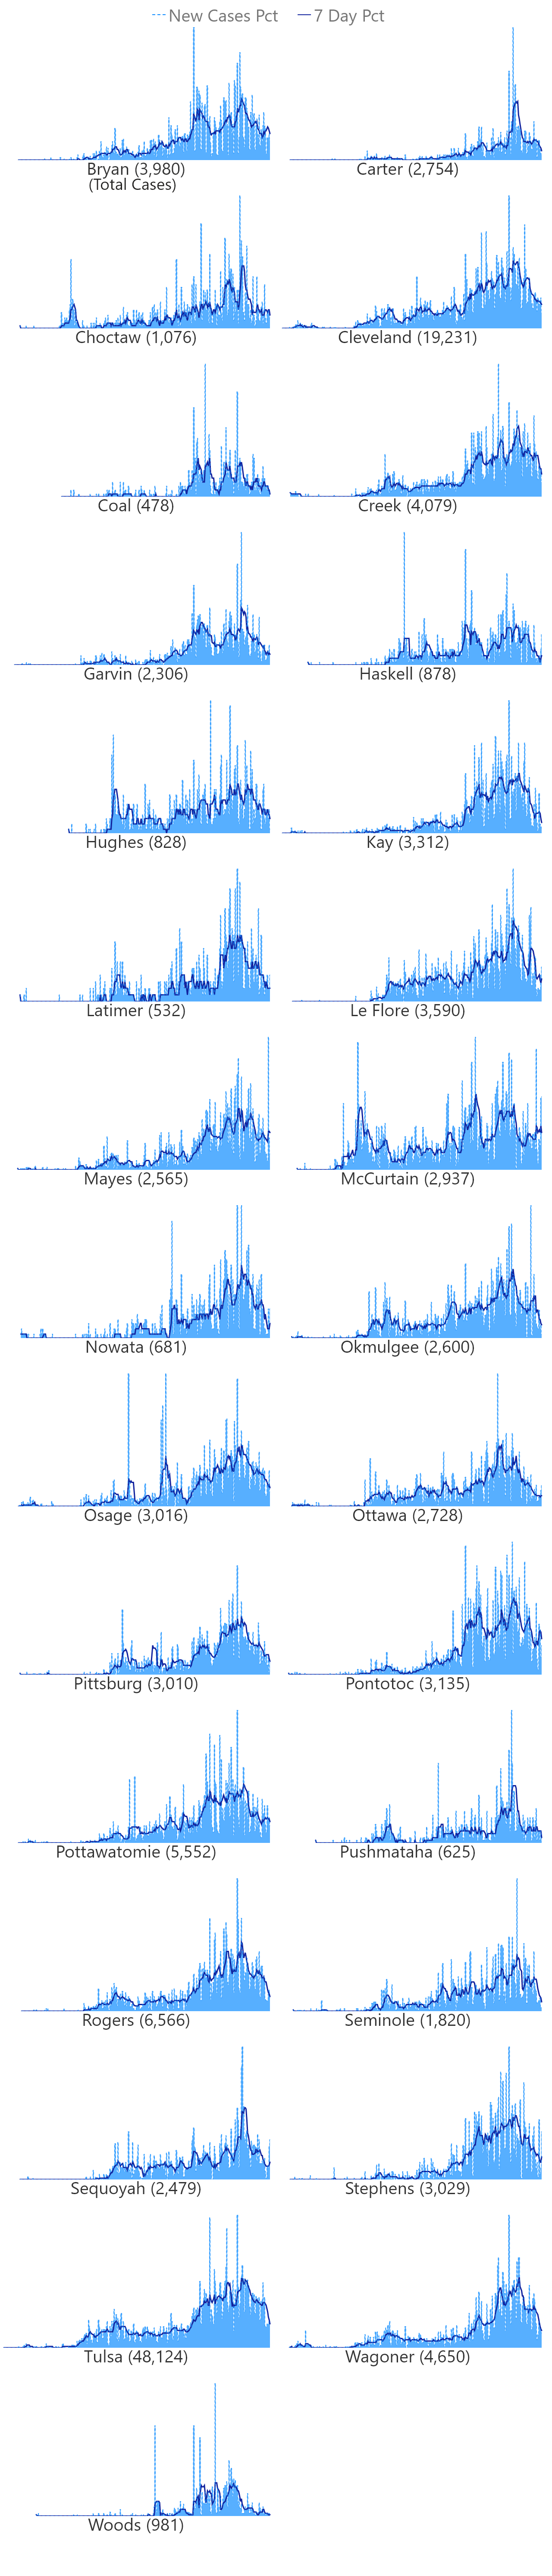 New Cases Pct 7 Day Pct
Bryan (3,980) Carter (2,754)
(Total Cases)
Choctaw (1,076) Cleveland (19,231)
Coal (478) Creek (4,079)
Garvin (2,306) Haskell (878)
Hughes (828) Kay (3,312)
Latimer (532) Le Flore (3,590)
Mayes (2,565) McCurtain (2,937)
Nowata (681) Okmulgee (2,600)
Osage (3,016) Ottawa (2,728)
Pittsburg (3,010) Pontotoc (3,135)
Pottawatomie (5,552) Pushmataha (625)
Rogers (6,566) Seminole (1,820)
Sequoyah (2,479) Stephens (3,029)
Tulsa (48,124) Wagoner (4,650)
Woods (981)